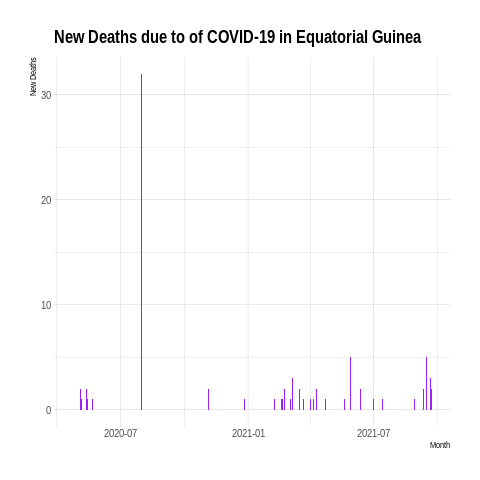 New Deaths due to of COVID-19 in Equatorial Guinea
New Deaths
30
20
10
0
2020-07
2021-01
2021-07
Month